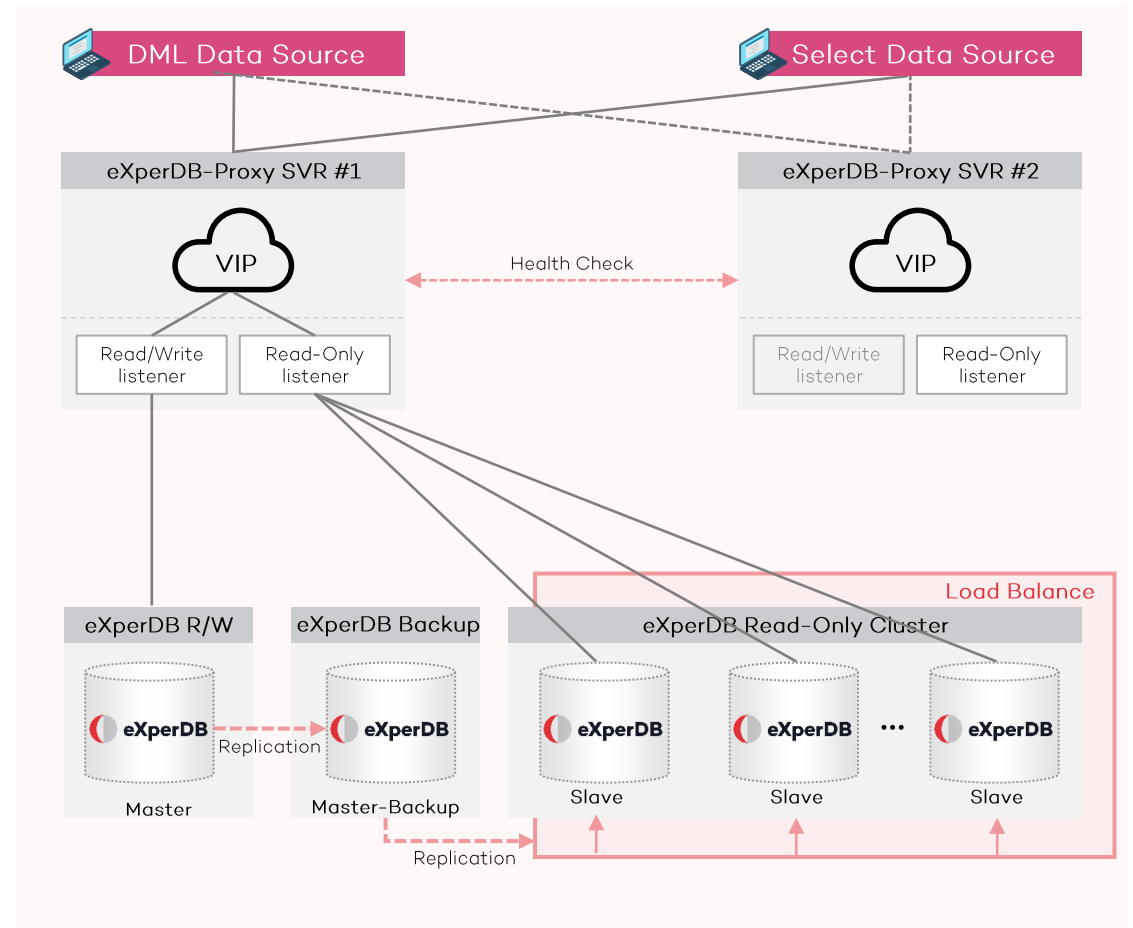 DML Data Source
Select Data Source
eXperDB-Proxy SVR #1
eXperDB-Proxy SVR #2
VIP
Health Check
VIP
Read/Write
listener
Read-Only
listener
Read/Write
listener
Read-Only
listener
Load Balance
eXperDB R/W
eXperDB Backup
eXperDB Read-Only Cluster
eXperDB
Replication
eXperDB
eXperDB
eXperDB
...
eXperDB
Master
Master-Backup
Slave
Slave
Slave
Replication